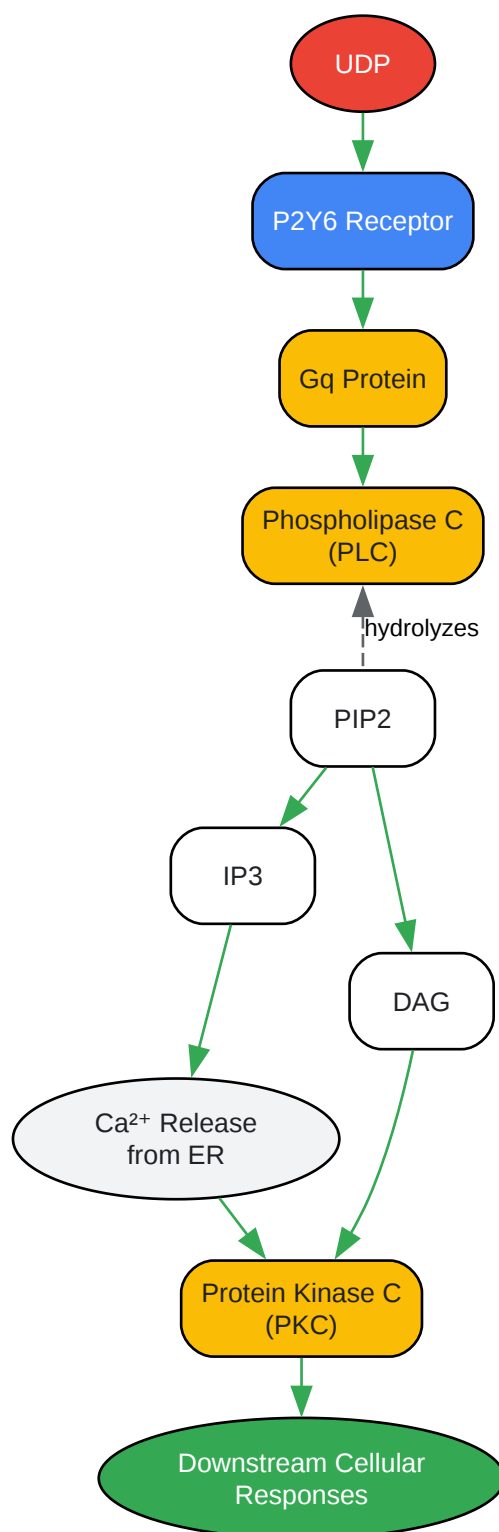 UDP
P2Y6 Receptor
Gq Protein
Phospholipase C
(PLC)
hydrolyzes
PIP2
IP3
DAG
Ca²⁺ Release
from ER
Protein Kinase C
(PKC)
Downstream Cellular
Responses